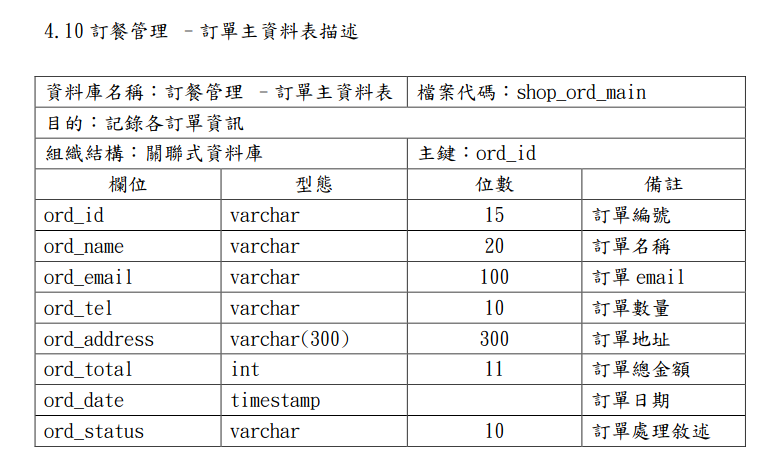 4.10 訂餐管理 –訂單主資料表描述
資料庫名稱：訂餐管理 –訂單主資料表 檔案代碼：shop_ord_main
目的：記錄各訂單資訊
組織結構：關聯式資料庫 主鍵：ord_id
欄位 型態 位數 備註
ord_id varchar 15 訂單編號
ord_name varchar 20 訂單名稱
ord_email varchar 100 訂單 email
ord_tel varchar 10 訂單數量
ord_address varchar(300) 300 訂單地址
ord_total int 11 訂單總金額
ord_date timestamp 訂單日期
ord_status varchar 10 訂單處理敘述